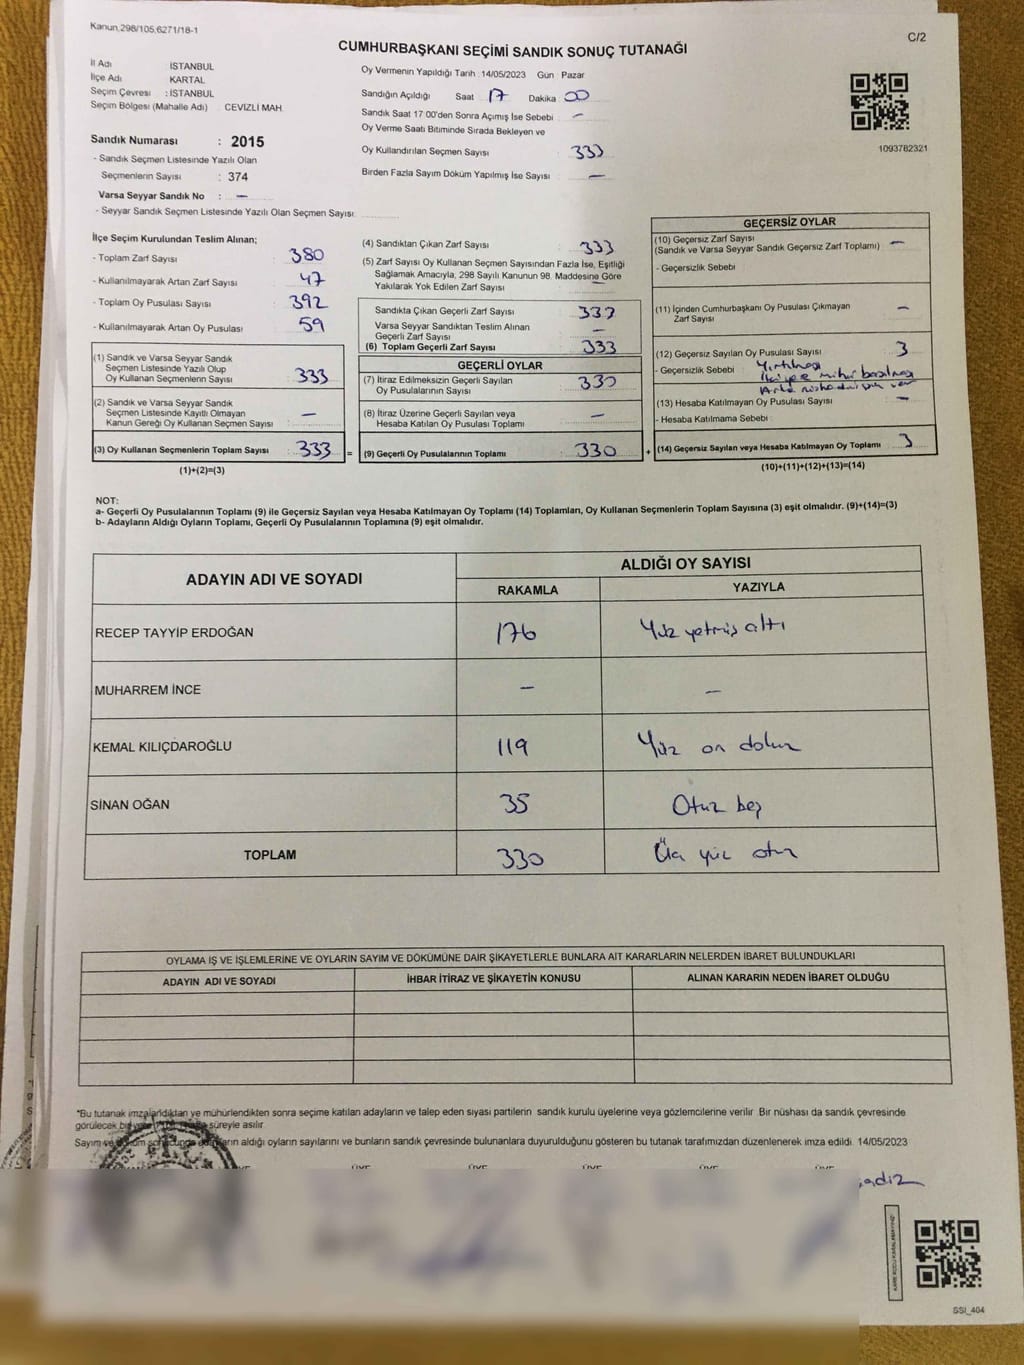 Kanun,298/105,6271/18-1
C/2
CUMHURBAŞKANI SEÇİMİ SANDIK SONUÇ TUTANAĞI
İl Adı İSTANBUL
İlçe Adı KARTAL
Seçim Çevresi : İSTANBUL
Seçim Bölgesi (Mahalle Adı) CEVİZLİ MAH.
Sandık Numarası : 2015
- Sandık Seçmen Listesinde Yazılı Olan
Seçmenlerin Sayısı : 374
Varsa Seyyar Sandık No : —
- Seyyar Sandık Seçmen Listesinde Yazılı Olan Seçmen Sayısı
Oy Vermenin Yapıldığı Tarih 14/05/2023 Gün Pazar
Sandığın Açıldığı Saat 17 Dakika 00
Sandık Saat 17 00'den Sonra Açımış İse Sebebi —
Oy Verme Saati Bitiminde Sırada Bekleyen ve
Oy Kullandırılan Seçmen Sayısı 333
Birden Fazla Sayım Döküm Yapılmış İse Sayısı —
1093782321
İlçe Seçim Kurulundan Teslim Alınan;
- Toplam Zarf Sayısı 380
- Kullanılmayarak Artan Zarf Sayısı 47
- Toplam Oy Pusulası Sayısı 392
- Kullanılmayarak Artan Oy Pusulası 59
(1) Sandık ve Varsa Seyyar Sandık
Seçmen Listesinde Yazılı Olup
Oy Kullanan Seçmenlerin Sayısı 333
(2) Sandık ve Varsa Seyyar Sandık
Seçmen Listesinde Kayıtlı Olmayan
Kanun Gereği Oy Kullanan Seçmen Sayısı —
(3) Oy Kullanan Seçmenlerin Toplam Sayısı 333 =
(1)+(2)=(3)
(4) Sandıktan Çıkan Zarf Sayısı 333
(5) Zarf Sayısı Oy Kullanan Seçmen Sayısından Fazla İse, Eşitliği
Sağlamak Amacıyla, 298 Sayılı Kanunun 98. Maddesine Göre
Yakılarak Yok Edilen Zarf Sayısı —
Sandıkta Çıkan Geçerli Zarf Sayısı 333
Varsa Seyyar Sandıktan Teslim Alınan
Geçerli Zarf Sayısı —
(6) Toplam Geçerli Zarf Sayısı 333
GEÇERLİ OYLAR
(7) İtiraz Edilmeksizin Geçerli Sayılan
Oy Pusulalarının Sayısı 330
(8) İtiraz Üzerine Geçerli Sayılan veya
Hesaba Katılan Oy Pusulası Toplamı —
(9) Geçerli Oy Pusulalarının Toplamı 330 +
GEÇERSİZ OYLAR
(10) Geçersiz Zarf Sayısı —
(Sandık ve Varsa Seyyar Sandık Geçersiz Zarf Toplamı)
- Geçersizlik Sebebi
(11) İçinden Cumhurbaşkanı Oy Pusulası Çıkmayan
Zarf Sayısı —
(12) Geçersiz Sayılan Oy Pusulası Sayısı 3
- Geçersizlik Sebebi Yırtılması
mühür basılması
(13) Hesaba Katılmayan Oy Pusulası Sayısı —
- Hesaba Katılmama Sebebi
(14) Geçersiz Sayılan veya Hesaba Katılmayan Oy Toplamı 3
(10)+(11)+(12)+(13)=(14)
NOT:
a- Geçerli Oy Pusulalarının Toplamı (9) ile Geçersiz Sayılan veya Hesaba Katılmayan Oy Toplamı (14) Toplamları, Oy Kullanan Seçmenlerin Toplam Sayısına (3) eşit olmalıdır. (9)+(14)=(3)
b- Adayların Aldığı Oyların Toplamı, Geçerli Oy Pusulalarının Toplamına (9) eşit olmalıdır.
ADAYIN ADI VE SOYADI ALDIĞI OY SAYISI
RAKAMLA YAZIYLA
RECEP TAYYİP ERDOĞAN 176 Yüz yetmiş altı
MUHARREM İNCE — —
KEMAL KILIÇDAROĞLU 119 Yüz on dokuz
SİNAN OĞAN 35 Otuz beş
TOPLAM 330 Üç yüz otuz
OYLAMA İŞ VE İŞLEMLERİNE VE OYLARIN SAYIM VE DÖKÜMÜNE DAİR ŞİKAYETLERLE BUNLARA AİT KARARLARIN NELERDEN İBARET BULUNDUKLARI
ADAYIN ADI VE SOYADI İHBAR İTİRAZ VE ŞİKAYETİN KONUSU ALINAN KARARIN NEDEN İBARET OLDUĞU
*Bu tutanak imzalandıktan ve mühürlendikten sonra seçime katılan adayların ve talep eden siyasi partilerin sandık kurulu üyelerine veya gözlemcilerine verilir. Bir nüshası da sandık çevresinde
görülecek bir süreyle asılır.
Sayım ve aldığı oyların sayılarını ve bunların sandık çevresinde bulunanlara duyurulduğunu gösteren bu tutanak tarafımızdan düzenlenerek imza edildi. 14/05/2023
SSI_404